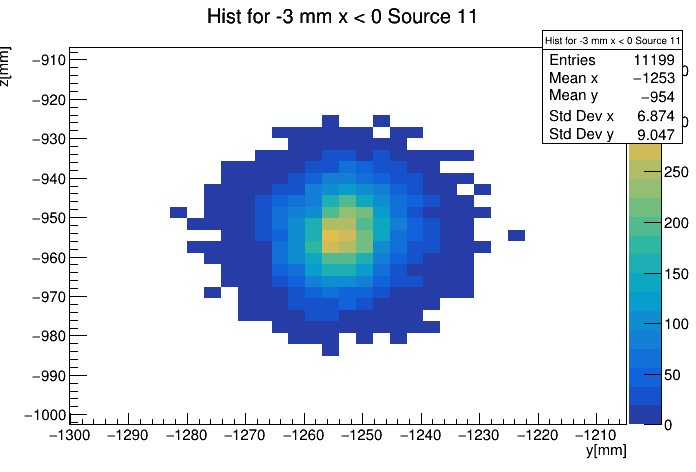 Hist for -3 mm x < 0 Source 11
Hist for -3 mm x < 0 Source 11
Entries 11199
Mean x −1253
Mean y −954
Std Dev x 6.874
Std Dev y 9.047
z[mm]
−910
−920
−930
−940
−950
−960
−970
−980
−990
−1000
250
200
150
100
50
0
−1300 −1290 −1280 −1270 −1260 −1250 −1240 −1230 −1220 −1210
y[mm]